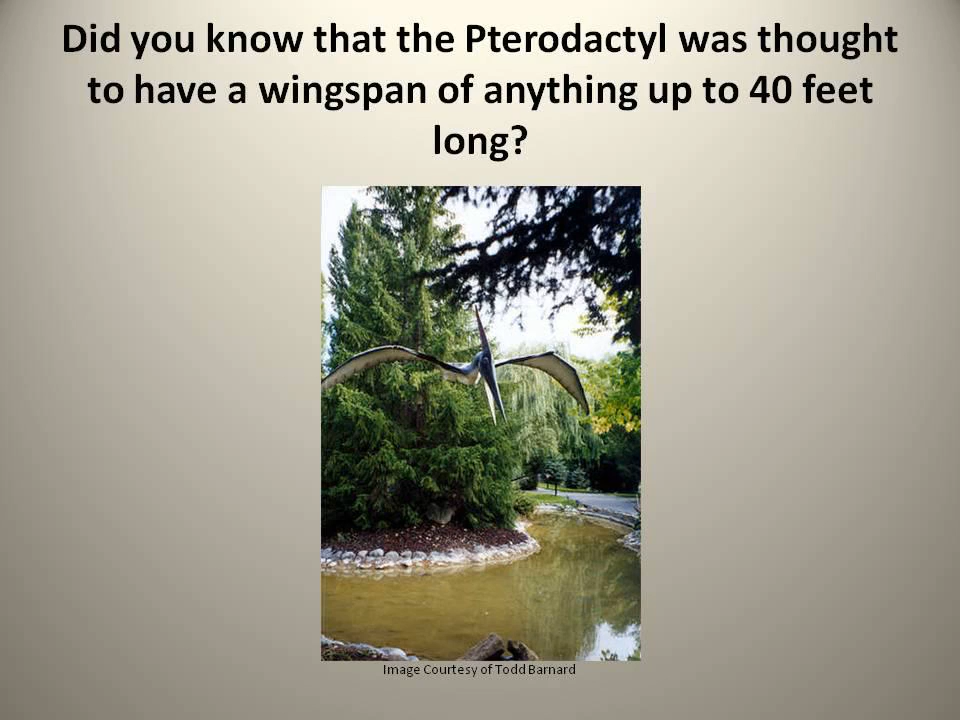 Did you know that the Pterodactyl was thought
to have a wingspan of anything up to 40 feet
long?
Image Courtesy of Todd Barnard